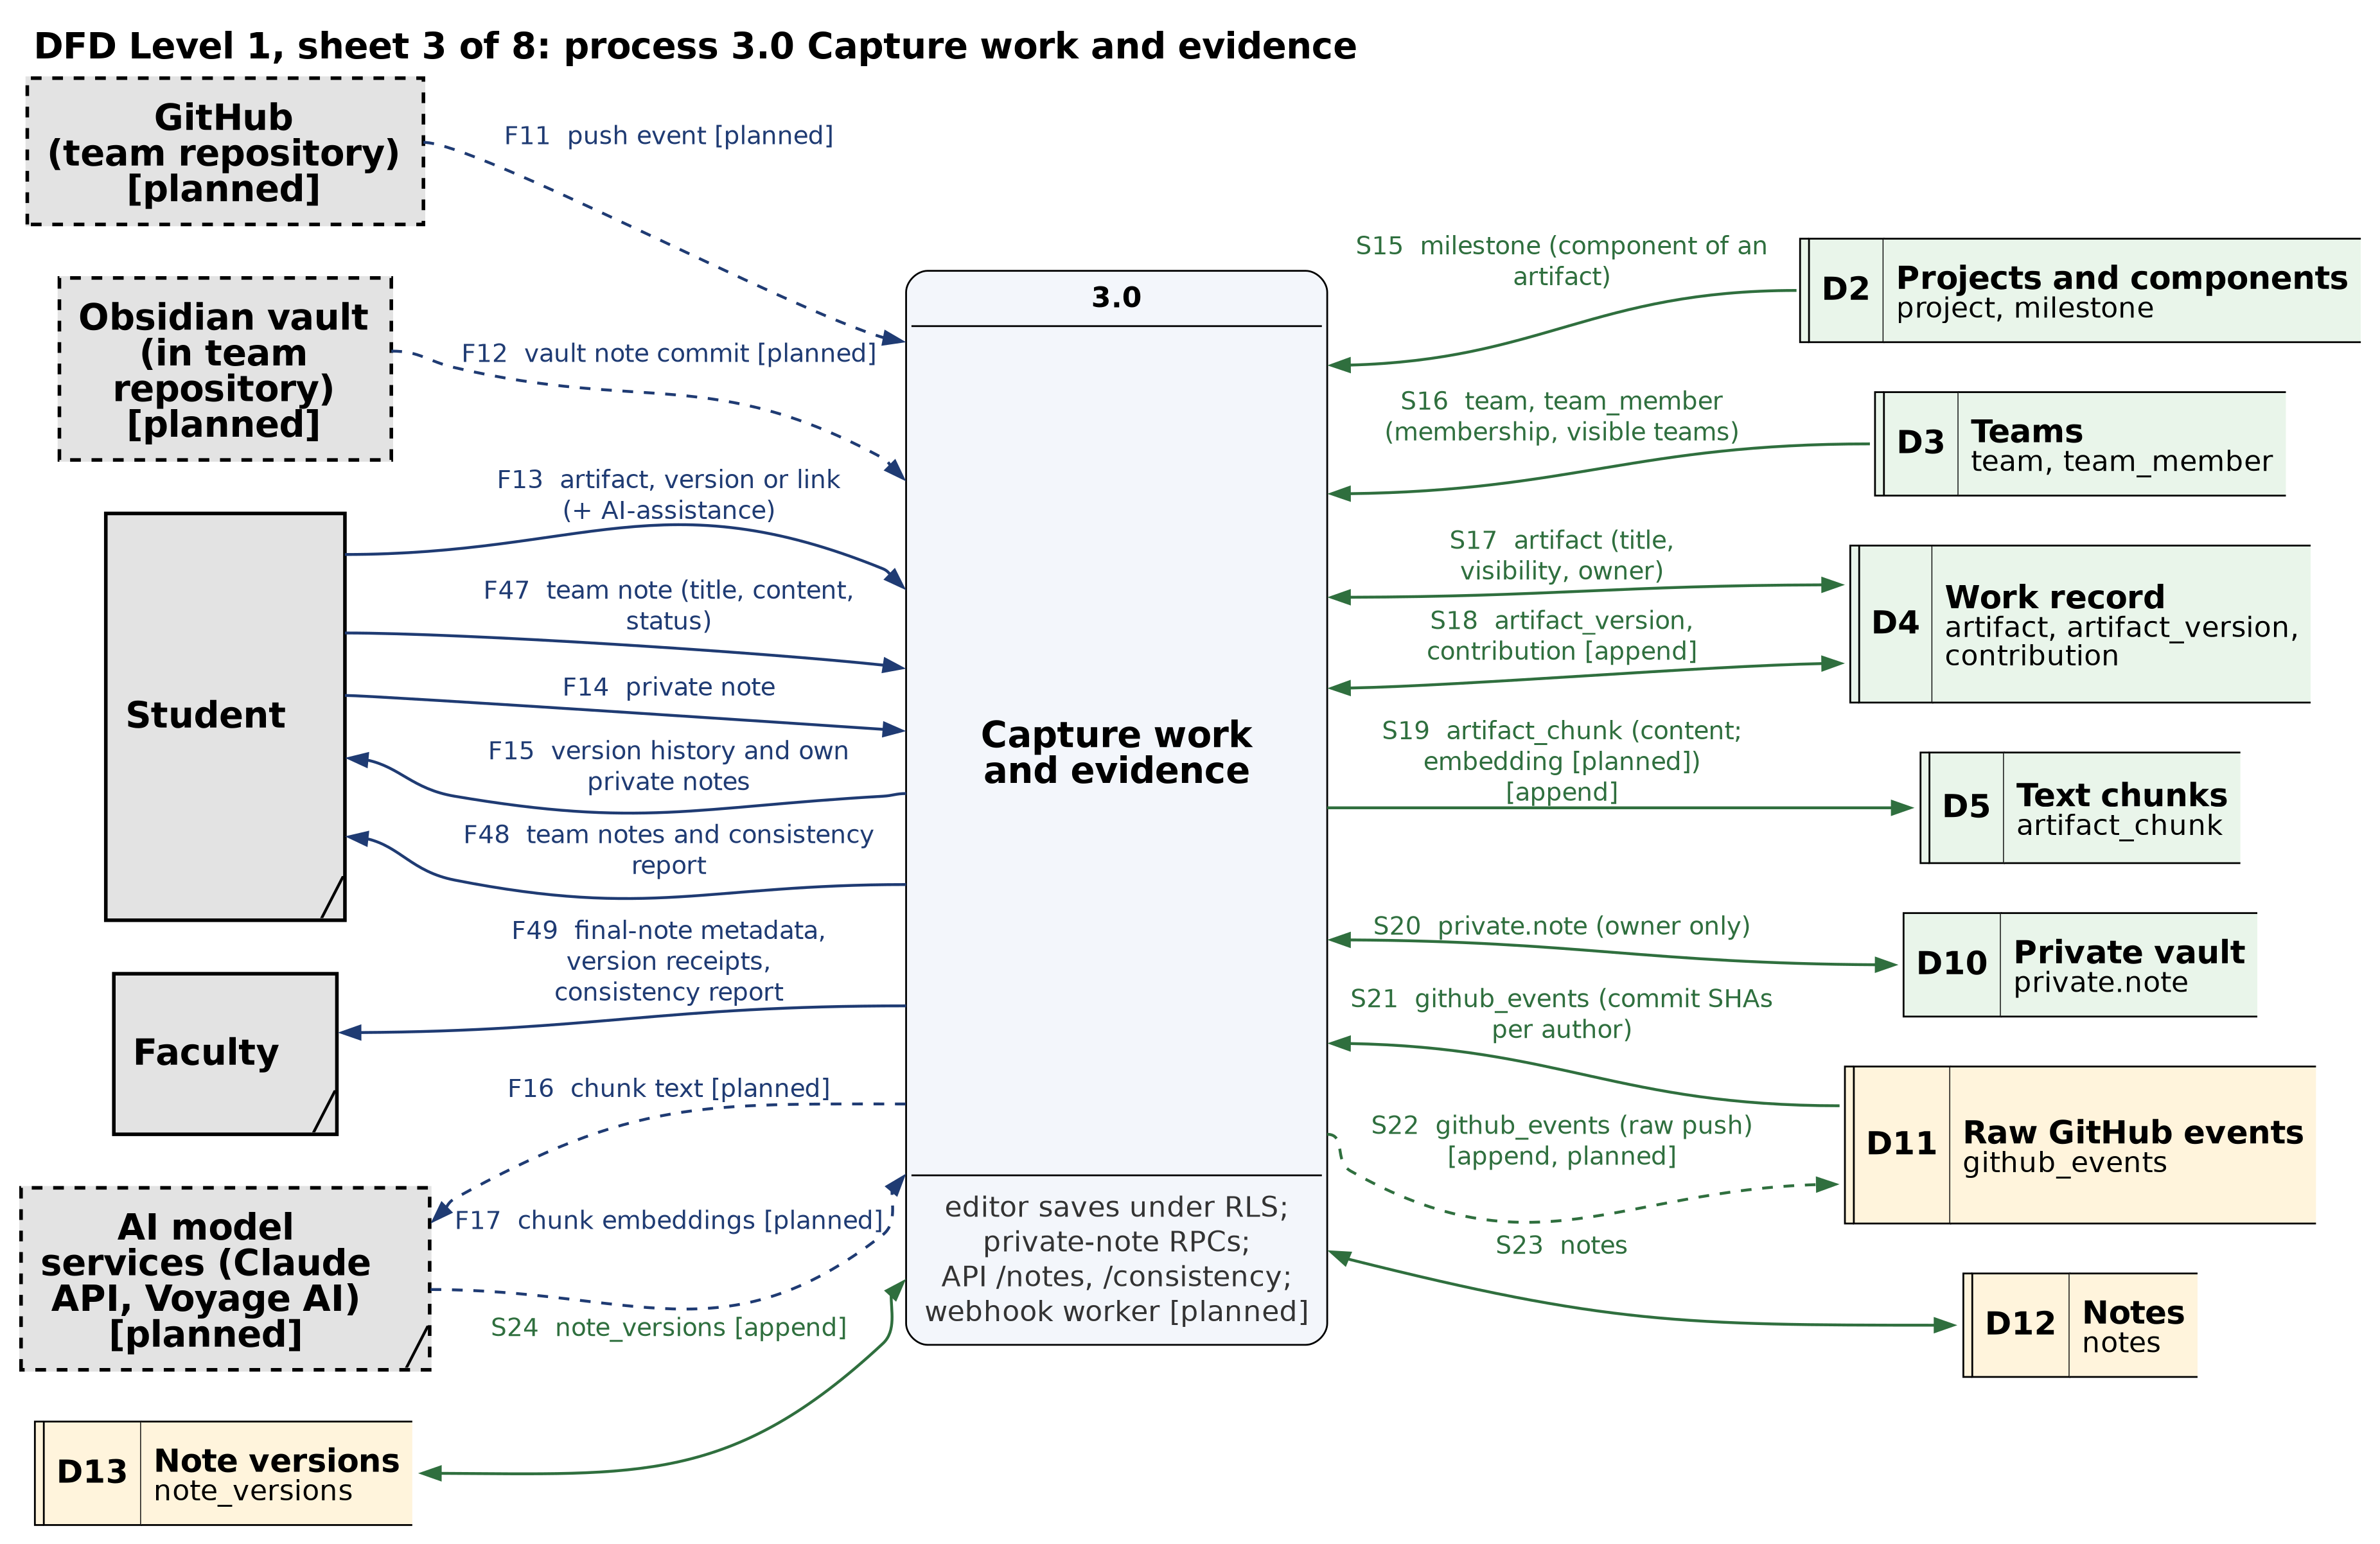 DFD Level 1, sheet 3 of 8: process 3.0 Capture work and evidence
GitHub
(team repository)
[planned]
F11 push event [planned]
Obsidian vault
(in team
repository)
[planned]
F12 vault note commit [planned]
Student
F13 artifact, version or link
(+ AI-assistance)
F47 team note (title, content,
status)
F14 private note
F15 version history and own
private notes
F48 team notes and consistency
report
Faculty
F49 final-note metadata,
version receipts,
consistency report
AI model
services (Claude
API, Voyage AI)
[planned]
F16 chunk text [planned]
F17 chunk embeddings [planned]
S24 note_versions [append]
D13
Note versions
note_versions
3.0
Capture work
and evidence
editor saves under RLS;
private-note RPCs;
API /notes, /consistency;
webhook worker [planned]
S15 milestone (component of an
artifact)
D2
Projects and components
project, milestone
S16 team, team_member
(membership, visible teams)
D3
Teams
team, team_member
S17 artifact (title,
visibility, owner)
S18 artifact_version,
contribution [append]
D4
Work record
artifact, artifact_version,
contribution
S19 artifact_chunk (content;
embedding [planned])
[append]
D5
Text chunks
artifact_chunk
S20 private.note (owner only)
D10
Private vault
private.note
S21 github_events (commit SHAs
per author)
S22 github_events (raw push)
[append, planned]
D11
Raw GitHub events
github_events
S23 notes
D12
Notes
notes